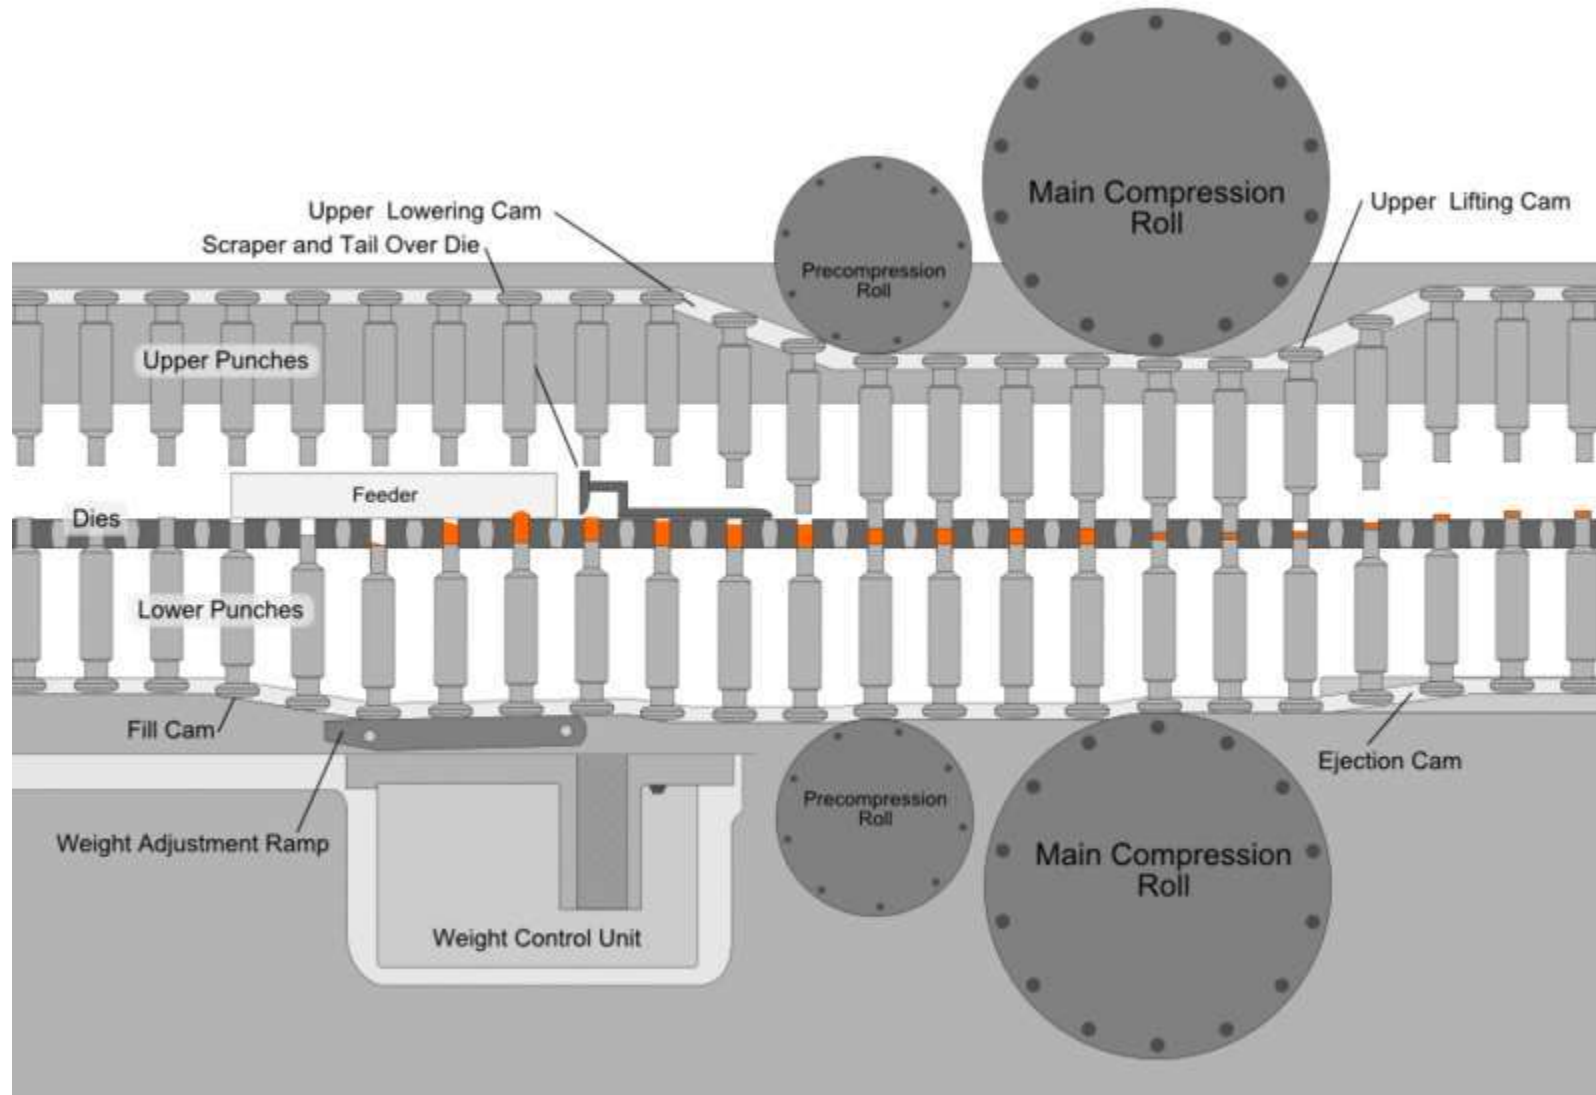 Main Compression
Roll
Upper Lowering Cam
Scraper and Tail Over Die
Upper Lifting Cam
Precompression
Roll
Upper Punches
Feeder
Dies
Lower Punches
Fill Cam
Ejection Cam
Precompression
Roll
Weight Adjustment Ramp
Main Compression
Roll
Weight Control Unit